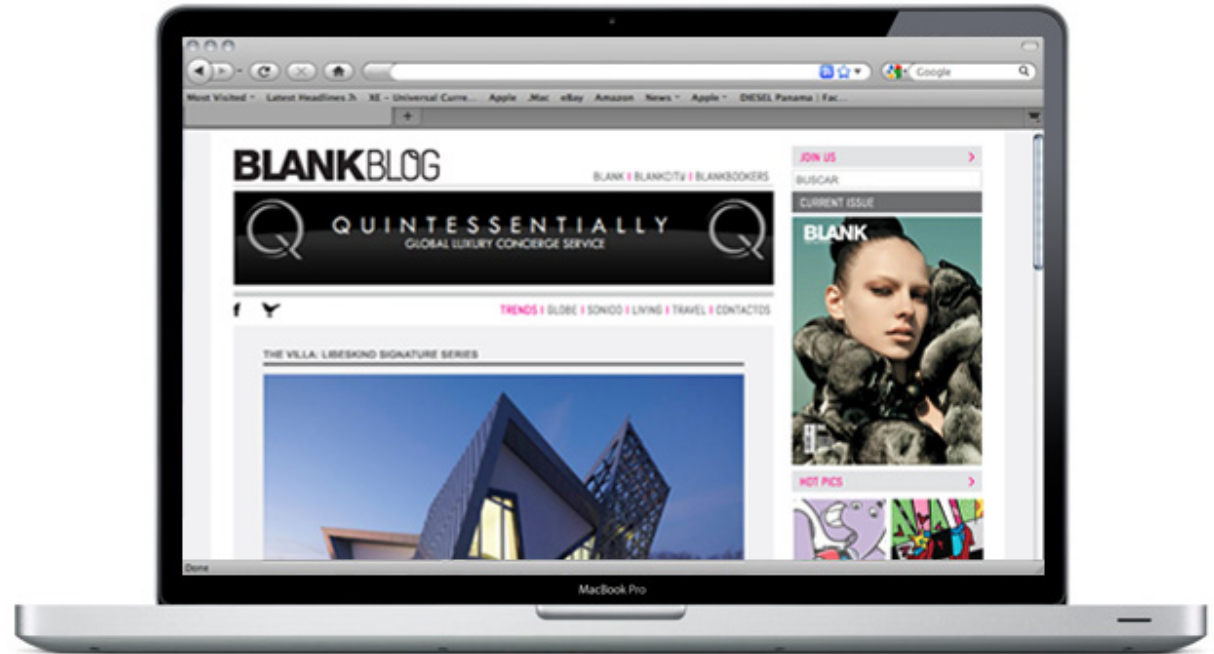 Google
Most Visited Latest Headlines XE – Universal Curre... Apple .Mac eBay Amazon News Apple DIESEL Panama | Fac...
+
BLANKBLOG
BLANK | BLANKCITY | BLANKBOOKERS
JOIN US >
BUSCAR
CURRENT ISSUE
QUINTESSENTIALLY
GLOBAL LUXURY CONCIERGE SERVICE
BLANK
f
TRENDS | GLOBE | SONIDO | LIVING | TRAVEL | CONTACTOS
THE VILLA: LIBESKIND SIGNATURE SERIES
HOT PICS >
Done
MacBook Pro